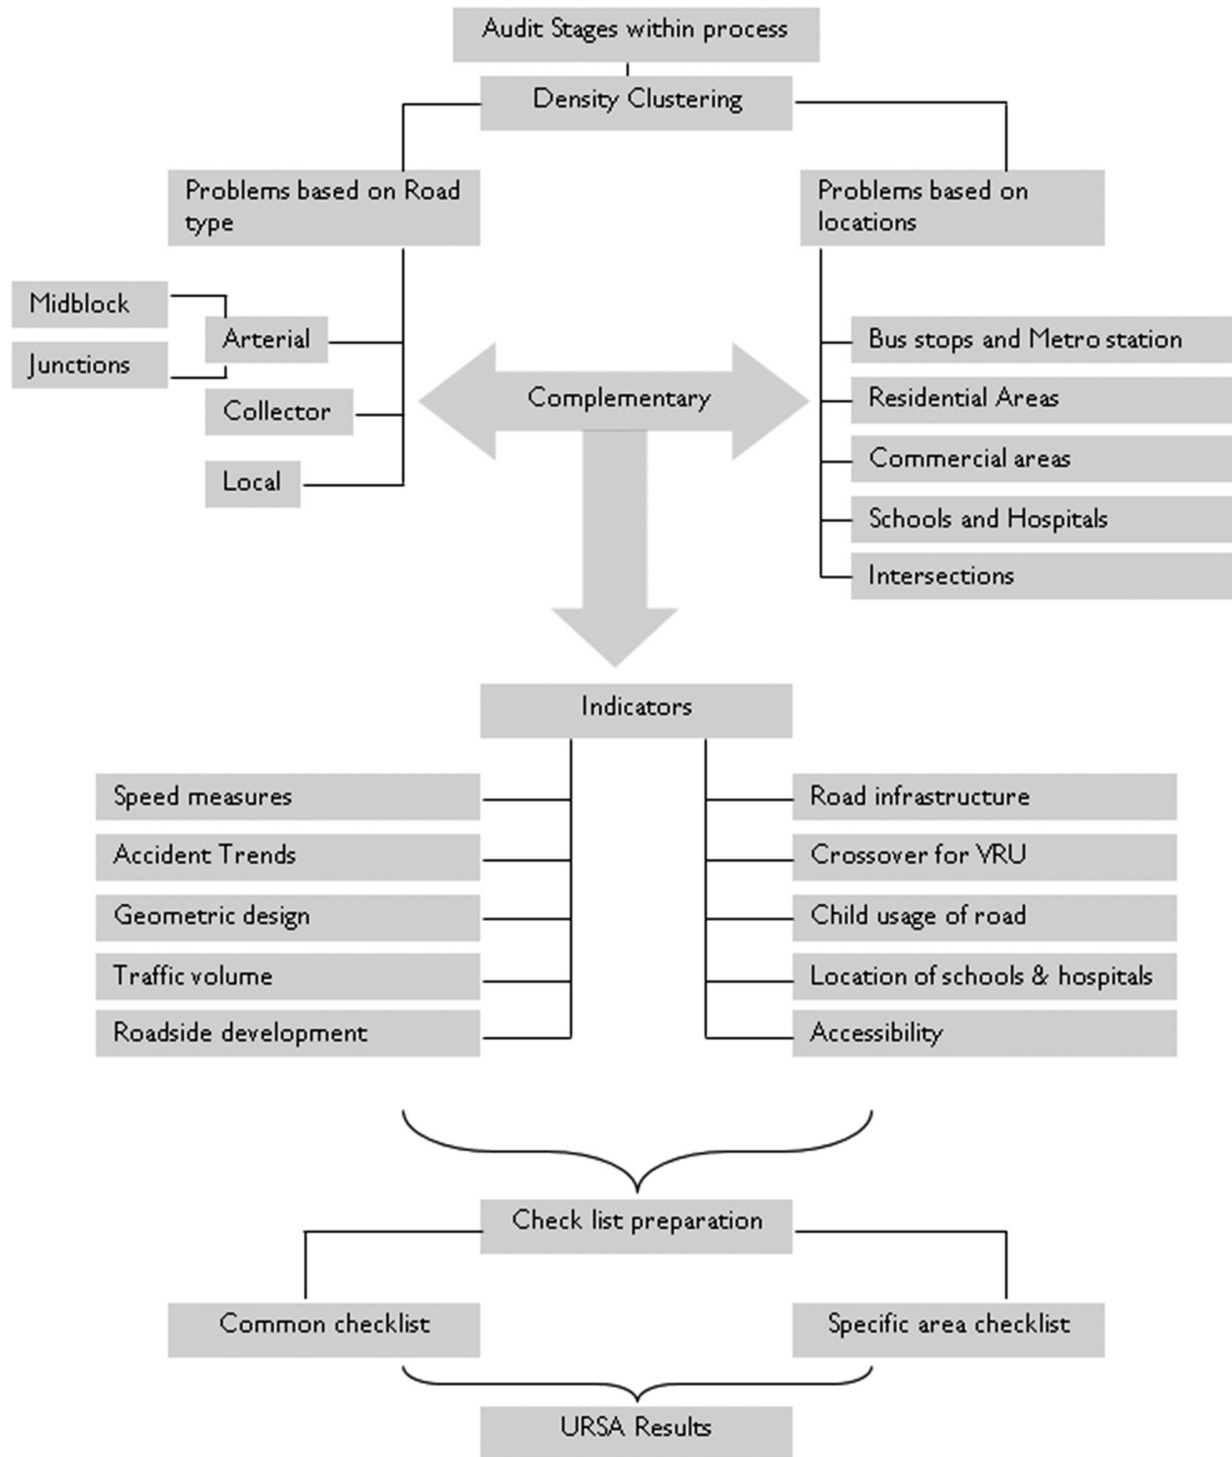 Audit Stages within process
Density Clustering
Problems based on Road
type
Problems based on
locations
Midblock
Junctions
Arterial
Collector
Local
Complementary
Bus stops and Metro station
Residential Areas
Commercial areas
Schools and Hospitals
Intersections
Indicators
Speed measures
Accident Trends
Geometric design
Traffic volume
Roadside development
Road infrastructure
Crossover for VRU
Child usage of road
Location of schools & hospitals
Accessibility
Check list preparation
Common checklist
Specific area checklist
URSA Results